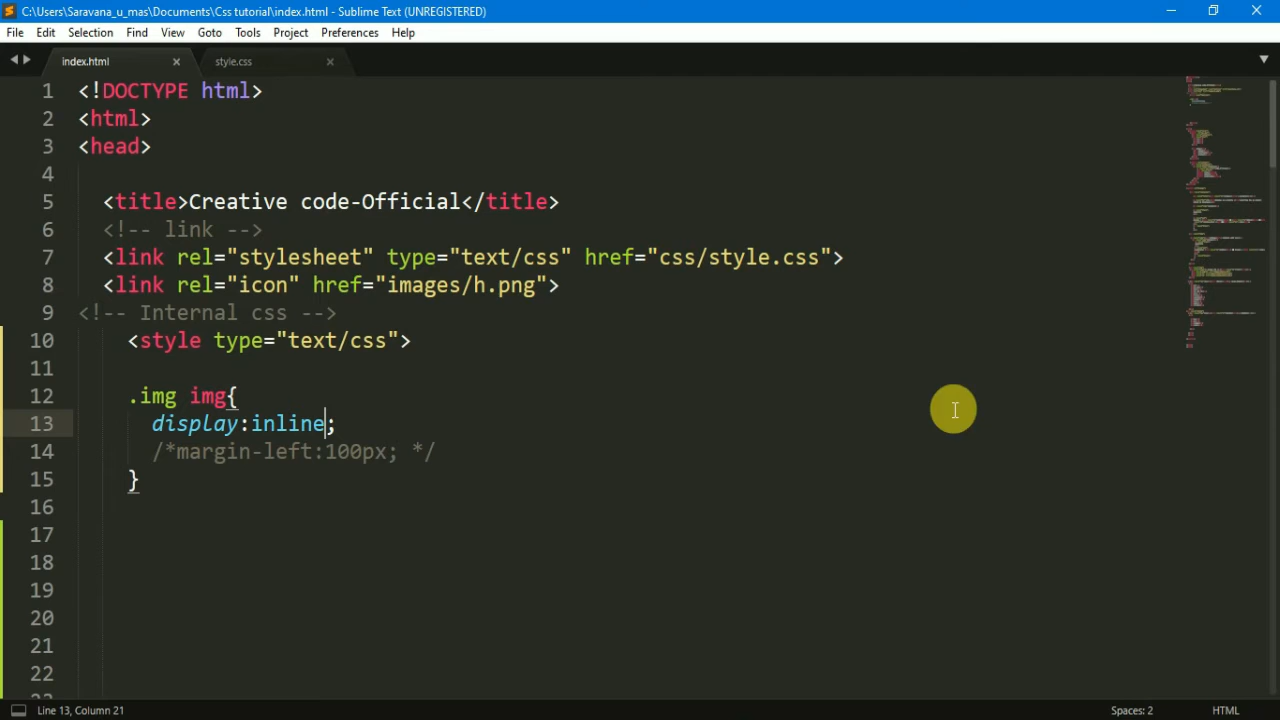 C:\Users\Saravana_u_mas\Documents\Css tutorial\index.html - Sublime Text (UNREGISTERED)
File Edit Selection Find View Goto Tools Project Preferences Help
index.html style.css
1 <!DOCTYPE html>
2 <html>
3 <head>
4
5 <title>Creative code-Official</title>
6 <!-- link -->
7 <link rel="stylesheet" type="text/css" href="css/style.css">
8 <link rel="icon" href="images/h.png">
9 <!-- Internal css -->
10 <style type="text/css">
11
12 .img img{
13 display:inline;
14 /*margin-left:100px; */
15 }
16
17
18
19
20
21
22
Line 13, Column 21 Spaces: 2 HTML